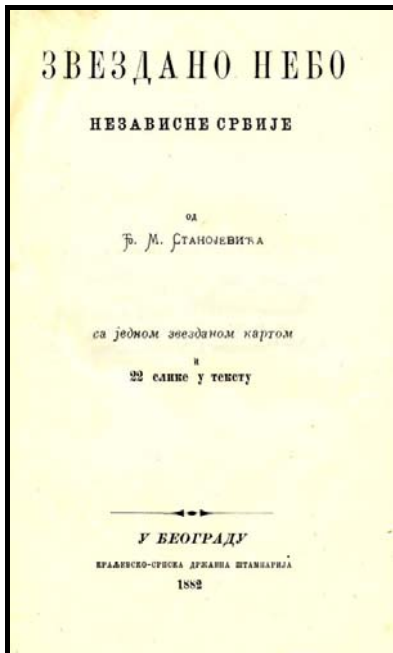 ЗВЕЗДАНО НЕБО
НЕЗАВИСНЕ СРБИЈЕ
ОД
Ђ. М. СТАНОЈЕВИЋА
са једном звезданом картом
и
22 слике у тексту
У БЕОГРАДУ
КРАЉЕВСКО-СРПСКА ДРЖАВНА ШТАМПАРИЈА
1882